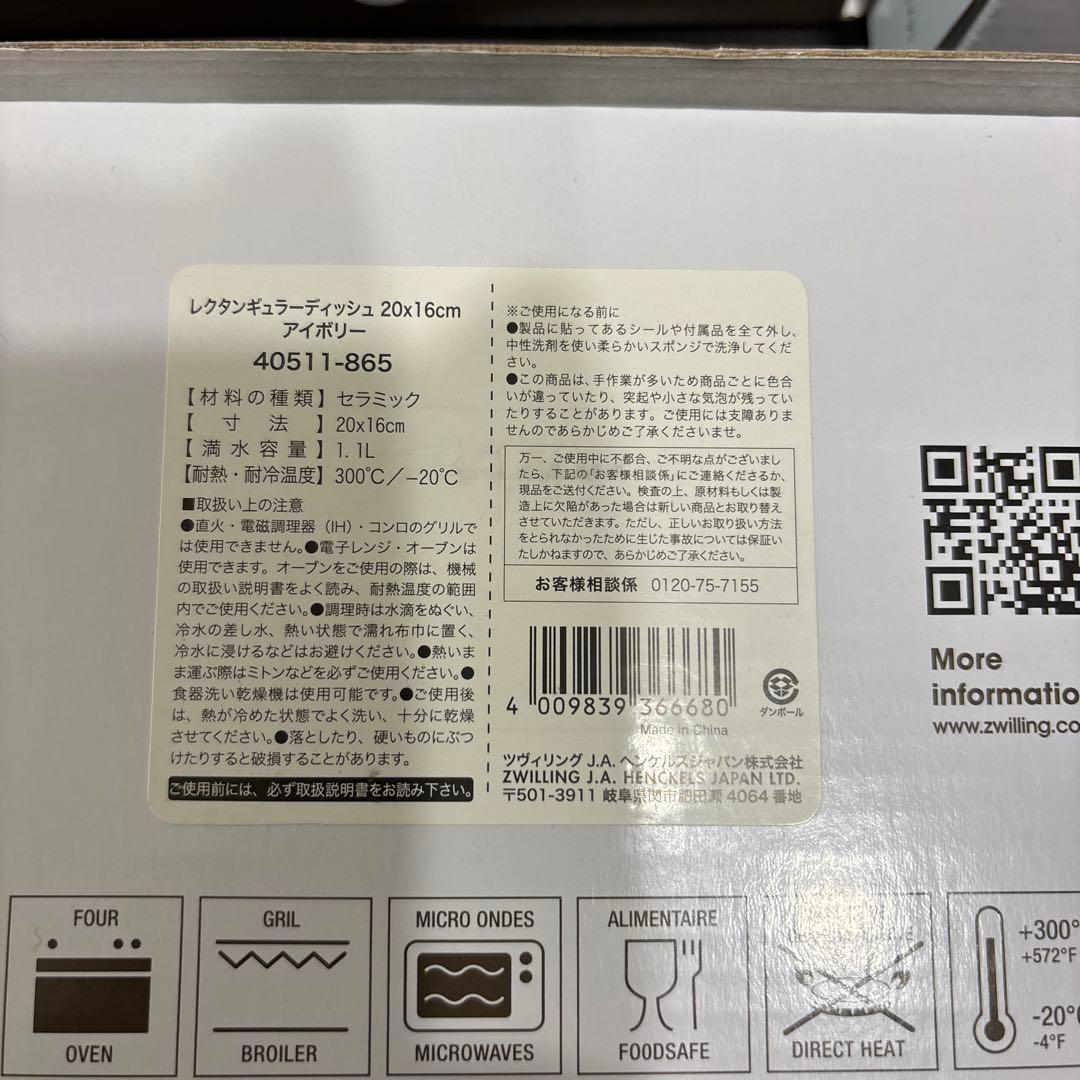 レクタンギュラーディッシュ 20x16cm
アイボリー
40511-865
【材料の種類】セラミック
【寸法】20x16cm
【満水容量】1.1L
【耐熱・耐冷温度】300℃/−20℃
■取扱い上の注意
●直火・電磁調理器（IH）・コンロのグリルで
は使用できません。●電子レンジ・オーブンは
使用できます。オーブンをご使用の際は、機械
の取扱い説明書をよく読み、耐熱温度の範囲
内でご使用ください。●調理時は水滴をぬぐい、
冷水の差し水、熱い状態で濡れ布巾に置く、
冷水に浸けるなどはお避けください。●熱いま
ま運ぶ際はミトンなどを必ずご使用ください。●
食器洗い乾燥機は使用可能です。●ご使用後
は、熱が冷めた状態でよく洗い、十分に乾燥
させてください。●落としたり、硬いものにぶつ
けたりすると破損することがあります。
ご使用前には、必ず取扱説明書をお読み下さい。
※ご使用になる前に
●製品に貼ってあるシールや付属品を全て外し、
中性洗剤を使い柔らかいスポンジで洗浄してくだ
さい。
●この商品は、手作業が多いため商品ごとに色合
いが違っていたり、突起や小さな気泡が残ってい
たりすることがあります。ご使用には支障ありま
せんのであらかじめご了承くださいませ。
万一、ご使用中に不都合、ご不明な点がございまし
たら、下記の「お客様相談係」にご連絡くださるか、
現品をご送付ください。検査の上、原材料もしくは製
造上に欠陥があった場合は新しい商品とお取り替え
させていただきます。ただし、正しいお取り扱い方法
をとられなかったために生じた事故については保証い
たしかねますので、あらかじめご了承ください。
お客様相談係 0120-75-7155
4 009839 366680
ダンボール
Made in China
ツヴィリング J.A. ヘンケルスジャパン株式会社
ZWILLING J.A. HENCKELS JAPAN LTD.
〒501-3911 岐阜県関市肥田瀬 4064 番地
More
informatio
www.zwilling.co
FOUR
OVEN
GRIL
BROILER
MICRO ONDES
MICROWAVES
ALIMENTAIRE
FOODSAFE
DIRECT HEAT
+300°
+572°F
-20°
-4°F